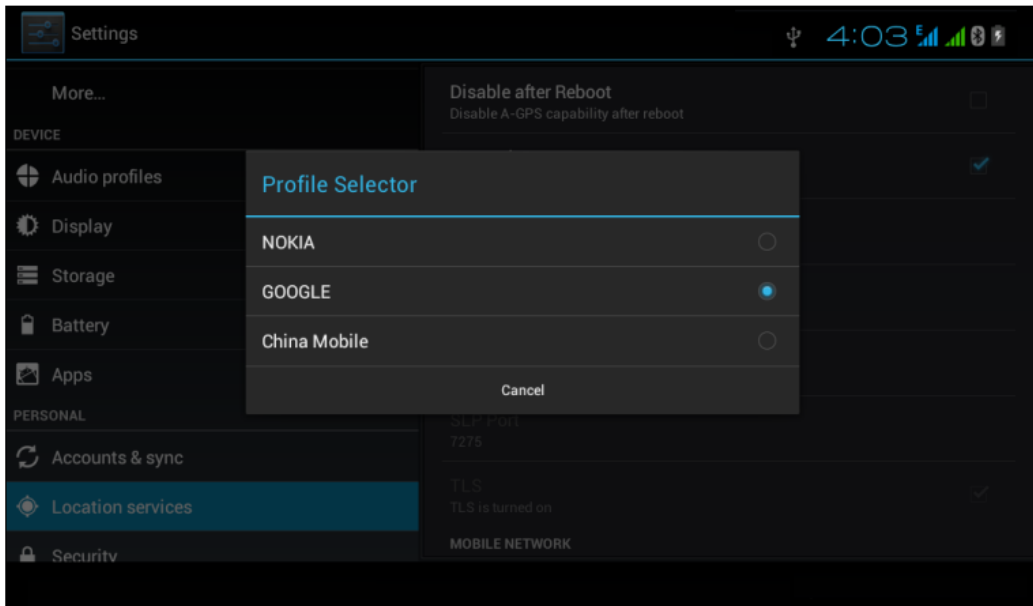 Settings
4:03
E
More...
DEVICE
Audio profiles
Display
Storage
Battery
Apps
PERSONAL
Accounts & sync
Location services
Security
Disable after Reboot
Disable A-GPS capability after reboot
Profile Selector
NOKIA
GOOGLE
China Mobile
Cancel
SLP Port
7275
TLS
TLS is turned on
MOBILE NETWORK